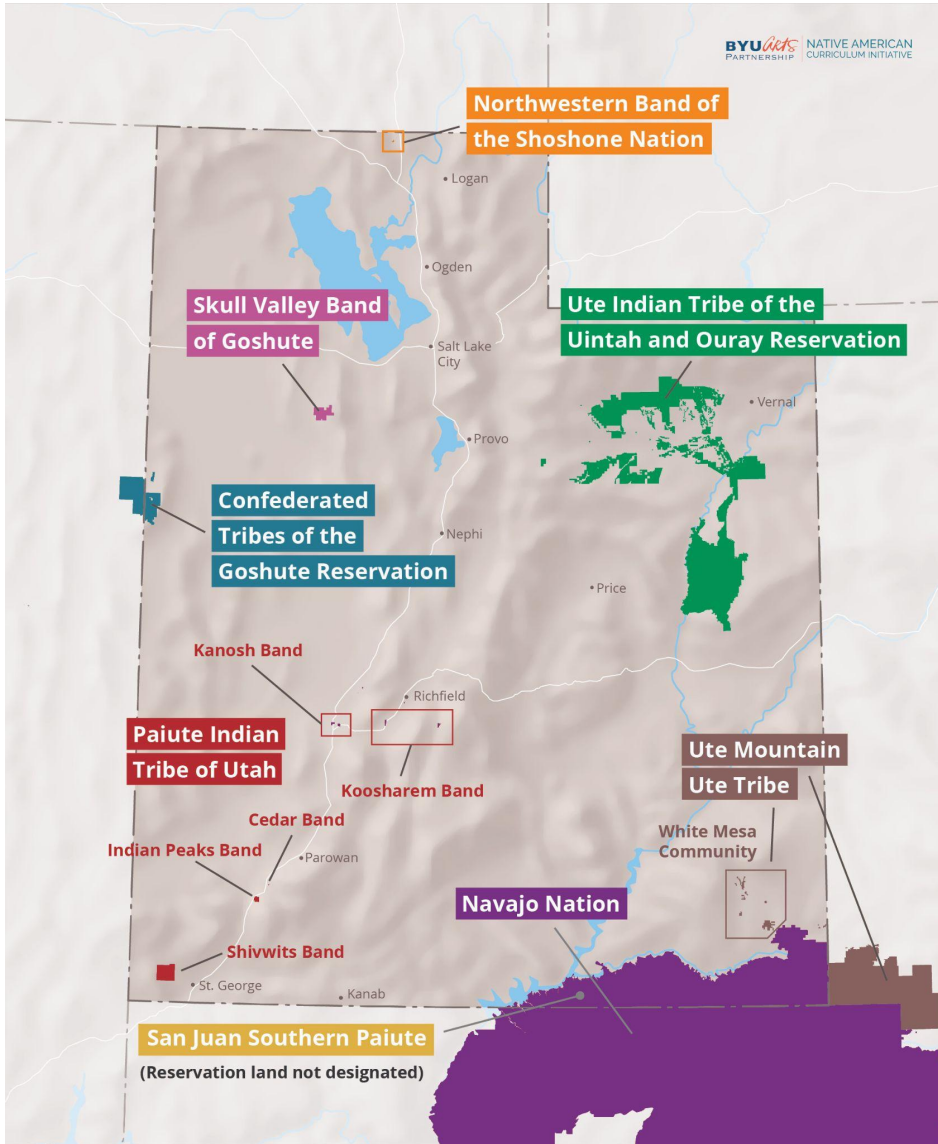 BYU Arts
PARTNERSHIP
NATIVE AMERICAN
CURRICULUM INITIATIVE
Northwestern Band of
the Shoshone Nation
Logan
Ogden
Skull Valley Band
of Goshute
Ute Indian Tribe of the
Uintah and Ouray Reservation
Salt Lake
City
Vernal
Provo
Confederated
Tribes of the
Goshute Reservation
Nephi
Price
Kanosh Band
Richfield
Paiute Indian
Tribe of Utah
Koosharem Band
Ute Mountain
Ute Tribe
Cedar Band
White Mesa
Community
Indian Peaks Band
Parowan
Navajo Nation
Shivwits Band
St. George
Kanab
San Juan Southern Paiute
(Reservation land not designated)